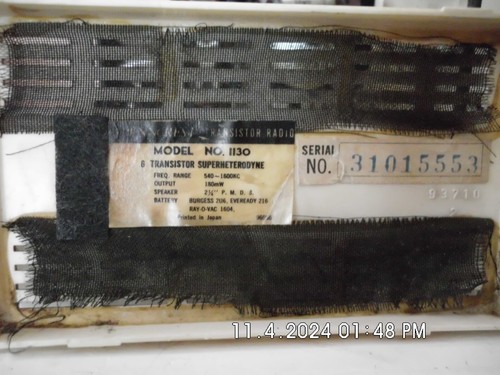 TRANSISTOR RADIO
MODEL NO. 1130
6 TRANSISTOR SUPERHETERODYNE
FREQ. RANGE 540~1600KC
OUTPUT 180mW
SPEAKER 2¼" P. M. D. S.
BATTERY BURGESS 2U6, EVEREADY 216
RAY-O-VAC 1604.
Printed in Japan
SERIAL NO. 31015553
11.4.2024 01:48 PM